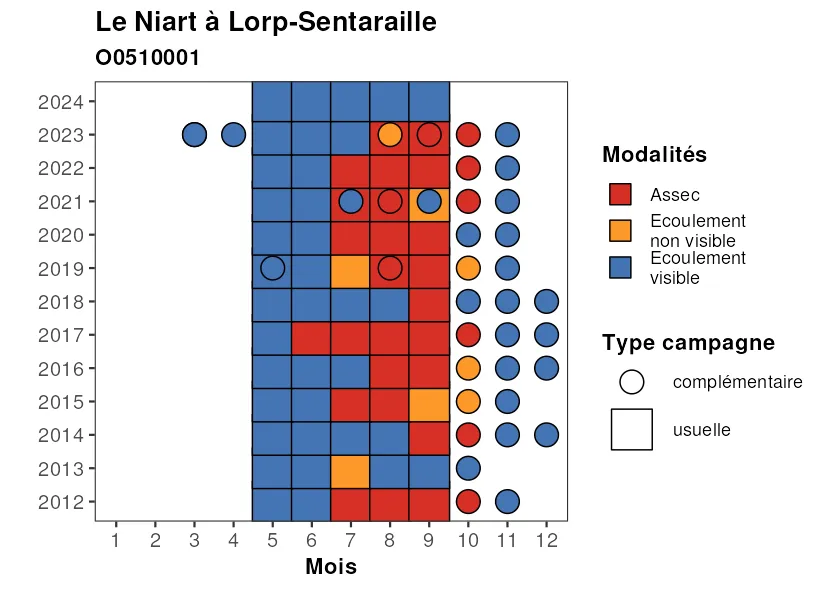 Le Niart à Lorp-Sentaraille
O0510001
2024
2023
2022
2021
2020
2019
2018
2017
2016
2015
2014
2013
2012
1 2 3 4 5 6 7 8 9 10 11 12
Mois
Modalités
Assec
Ecoulement
non visible
Ecoulement
visible
Type campagne
complémentaire
usuelle